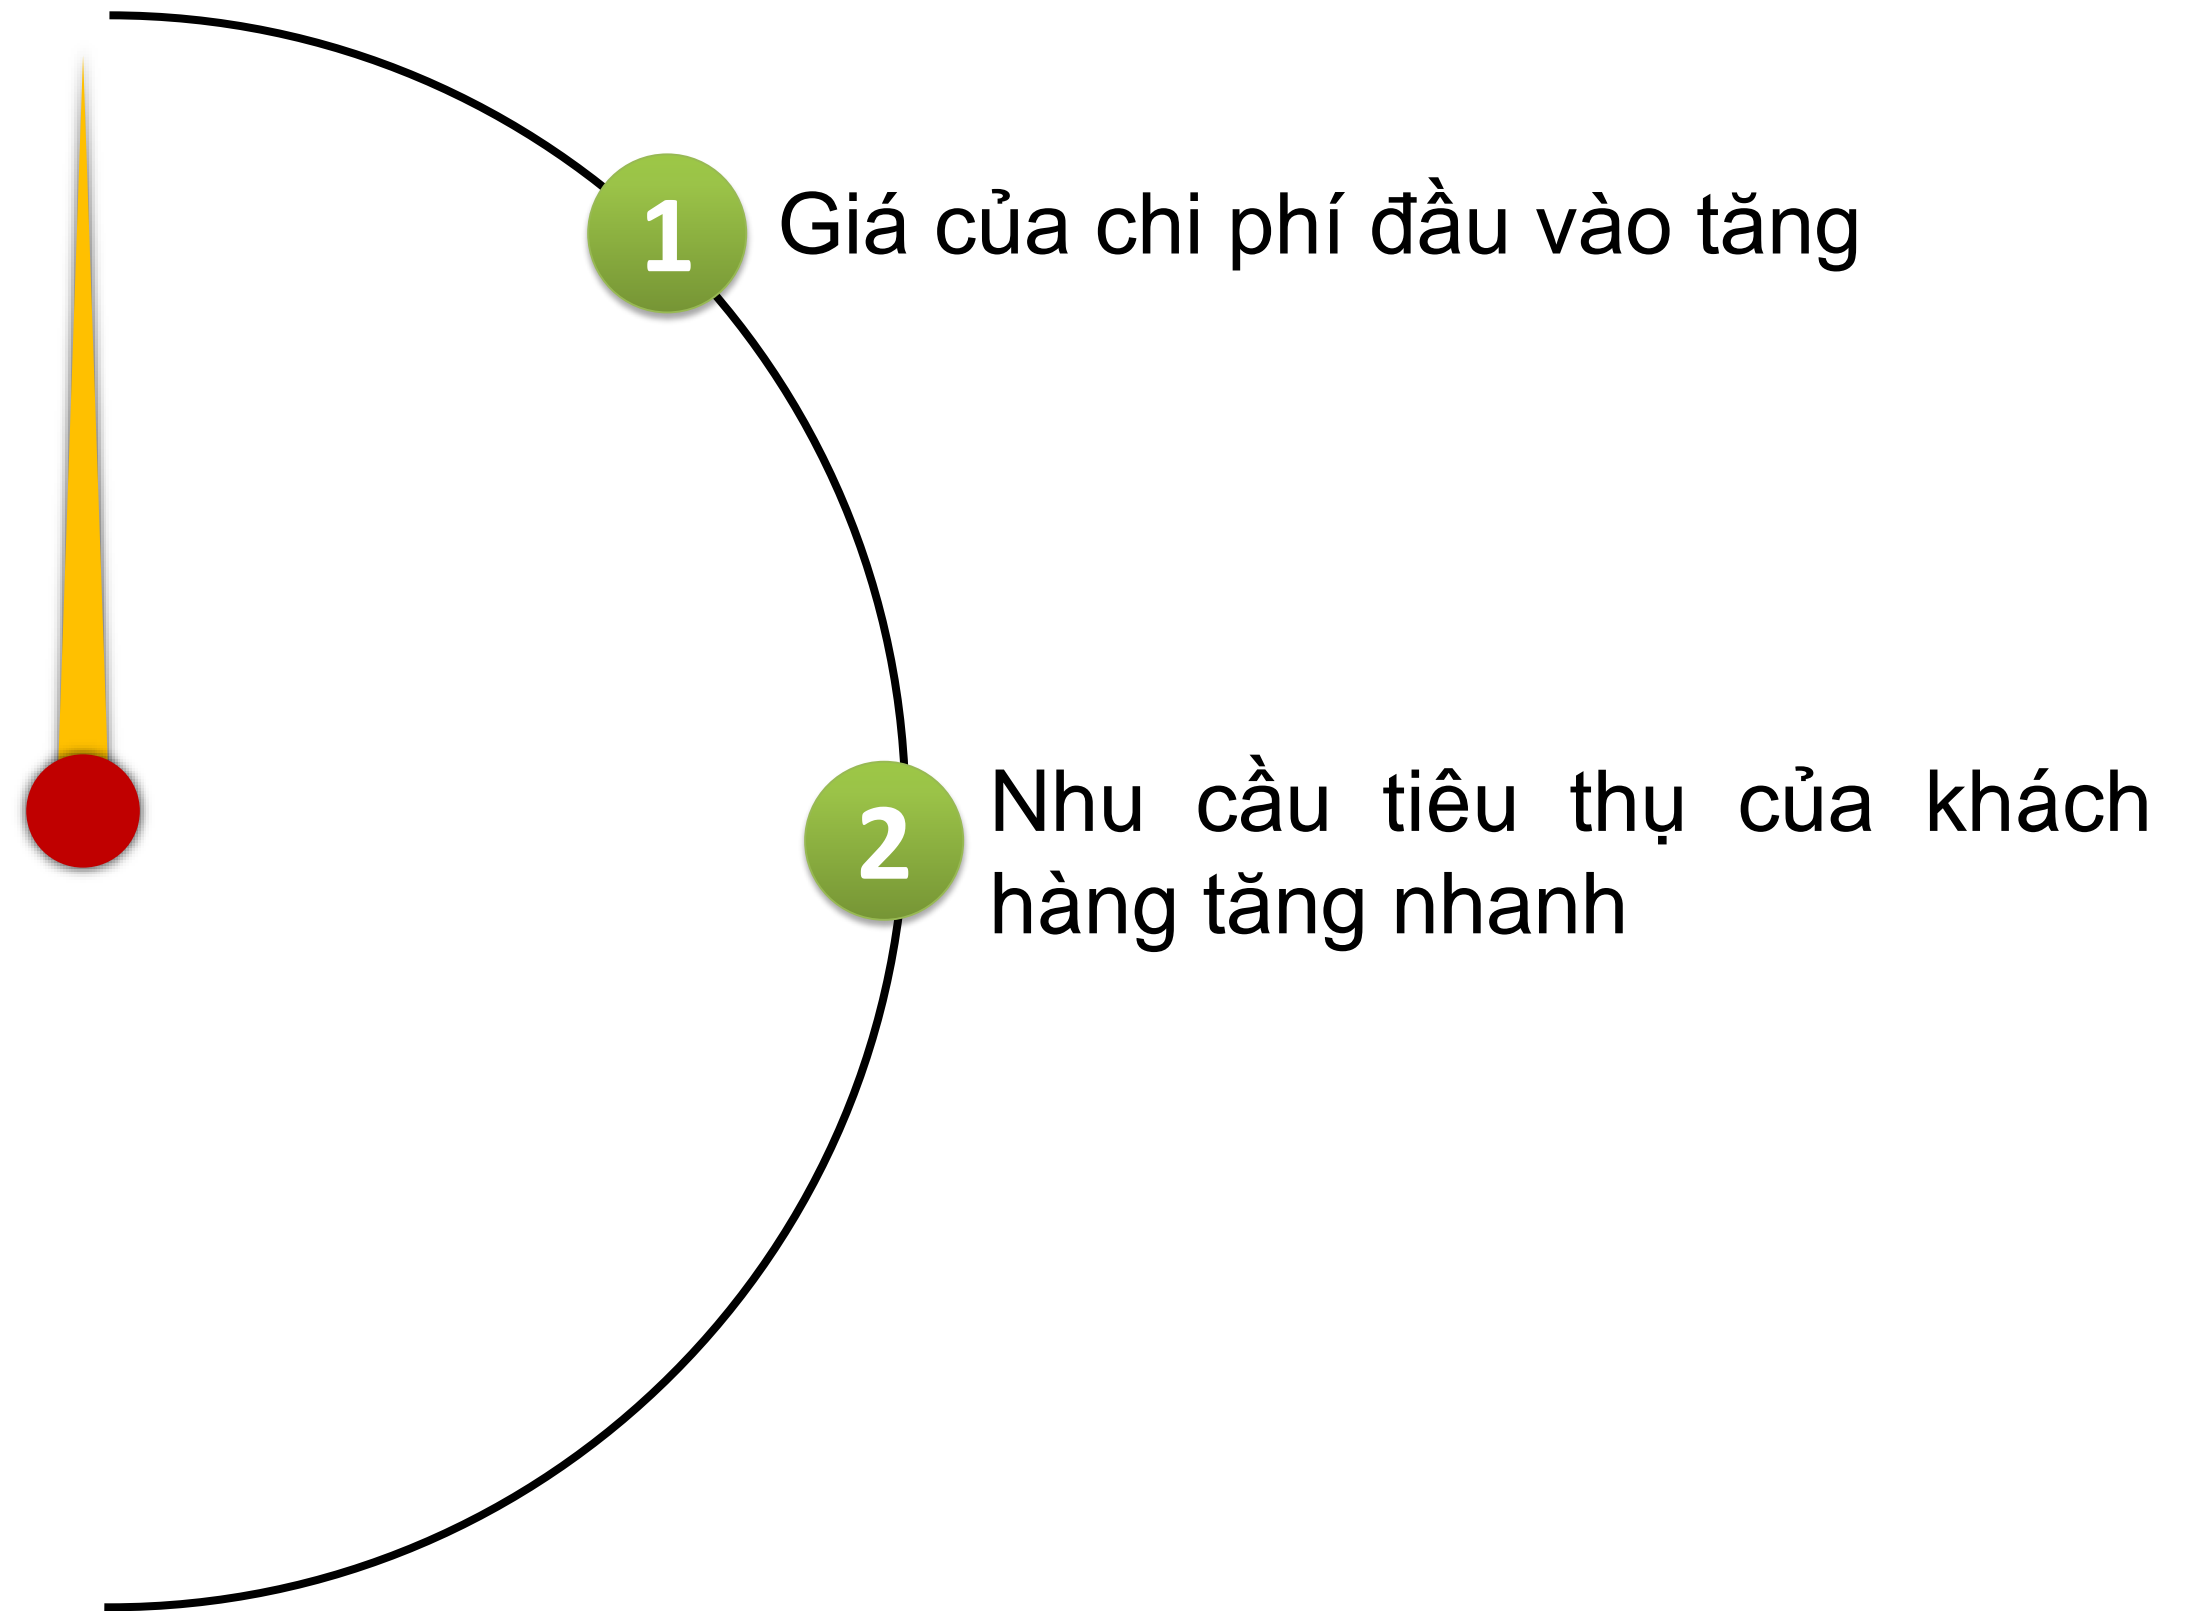 1 Giá của chi phí đầu vào tăng
2 Nhu cầu tiêu thụ của khách
hàng tăng nhanh